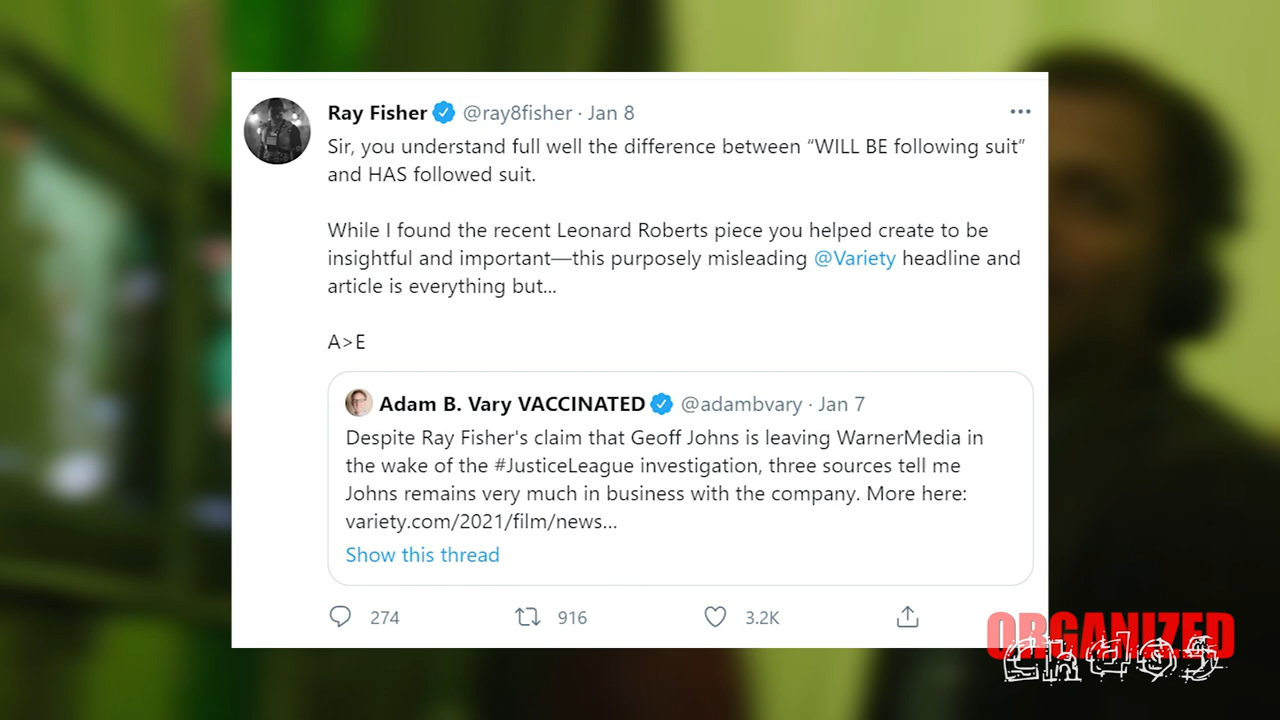 Ray Fisher @ray8fisher · Jan 8
Sir, you understand full well the difference between “WILL BE following suit”
and HAS followed suit.
While I found the recent Leonard Roberts piece you helped create to be
insightful and important—this purposely misleading @Variety headline and
article is everything but...
A>E
Adam B. Vary VACCINATED @adambvary · Jan 7
Despite Ray Fisher's claim that Geoff Johns is leaving WarnerMedia in
the wake of the #JusticeLeague investigation, three sources tell me
Johns remains very much in business with the company. More here:
variety.com/2021/film/news...
Show this thread
274 916 3.2K
ORGANIZED
Chaos